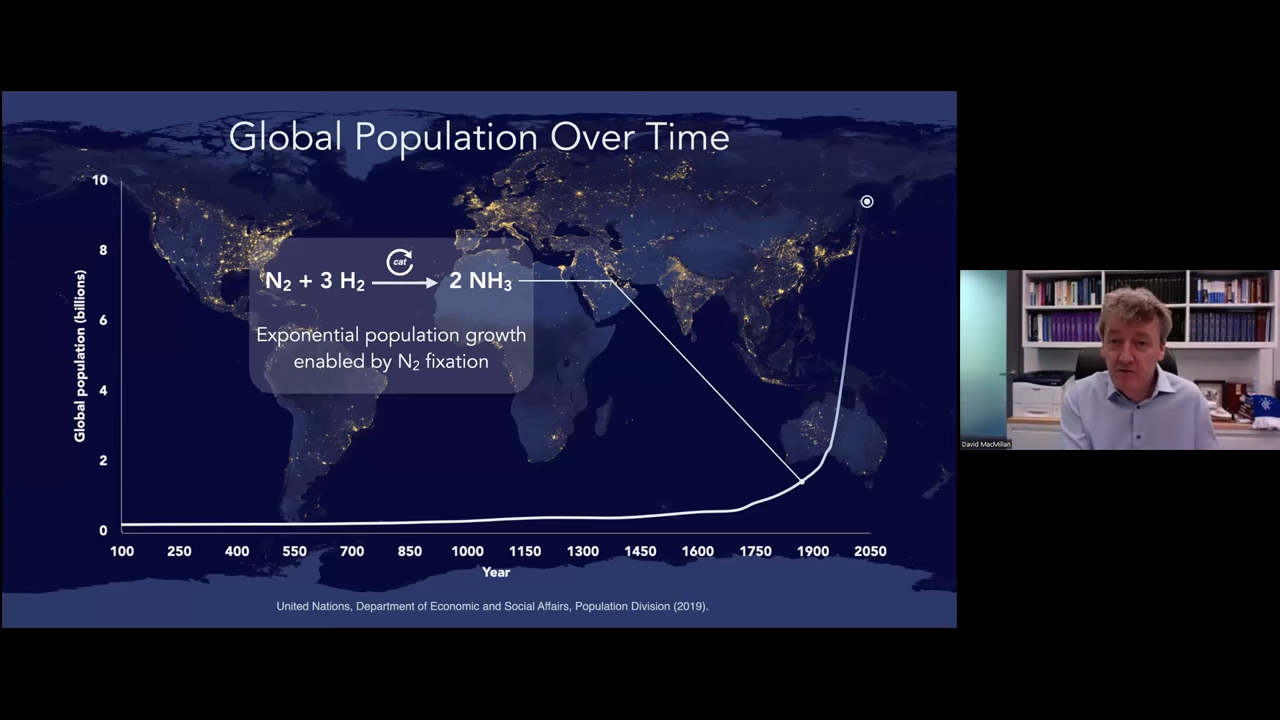 Global Population Over Time
10
8
6
4
2
0
Global population (billions)
cat
N₂ + 3 H₂ 2 NH₃
Exponential population growth
enabled by N₂ fixation
100 250 400 550 700 850 1000 1150 1300 1450 1600 1750 1900 2050
Year
United Nations, Department of Economic and Social Affairs, Population Division (2019).
David MacMillan